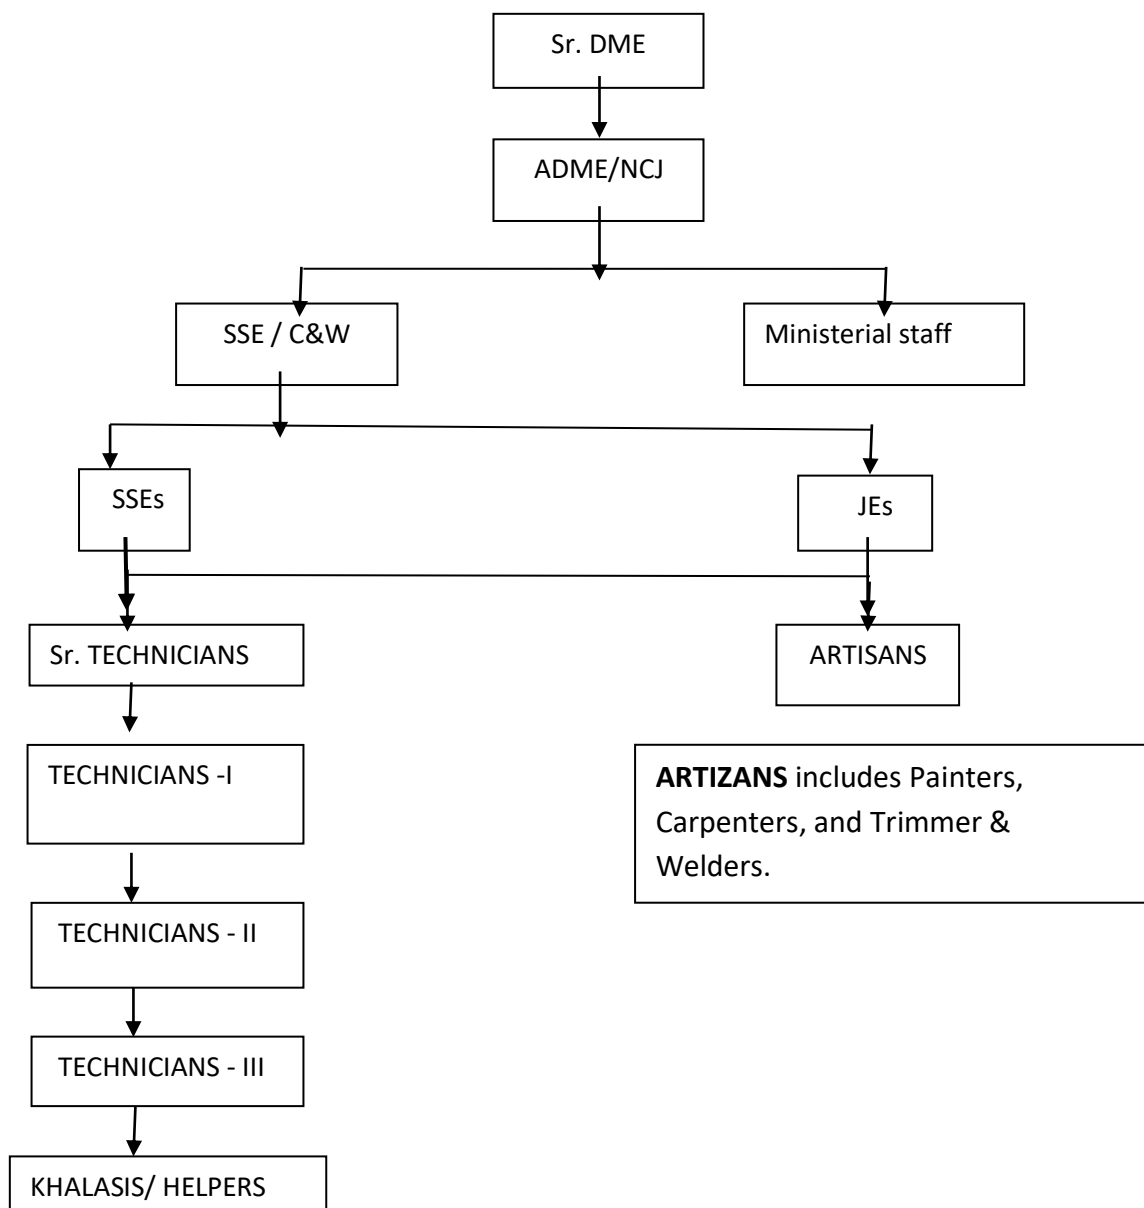 Sr. DME
ADME/NCJ
SSE / C&W
Ministerial staff
SSEs
JEs
Sr. TECHNICIANS
ARTISANS
TECHNICIANS -I
ARTIZANS includes Painters,
Carpenters, and Trimmer &
Welders.
TECHNICIANS - II
TECHNICIANS - III
KHALASIS/ HELPERS